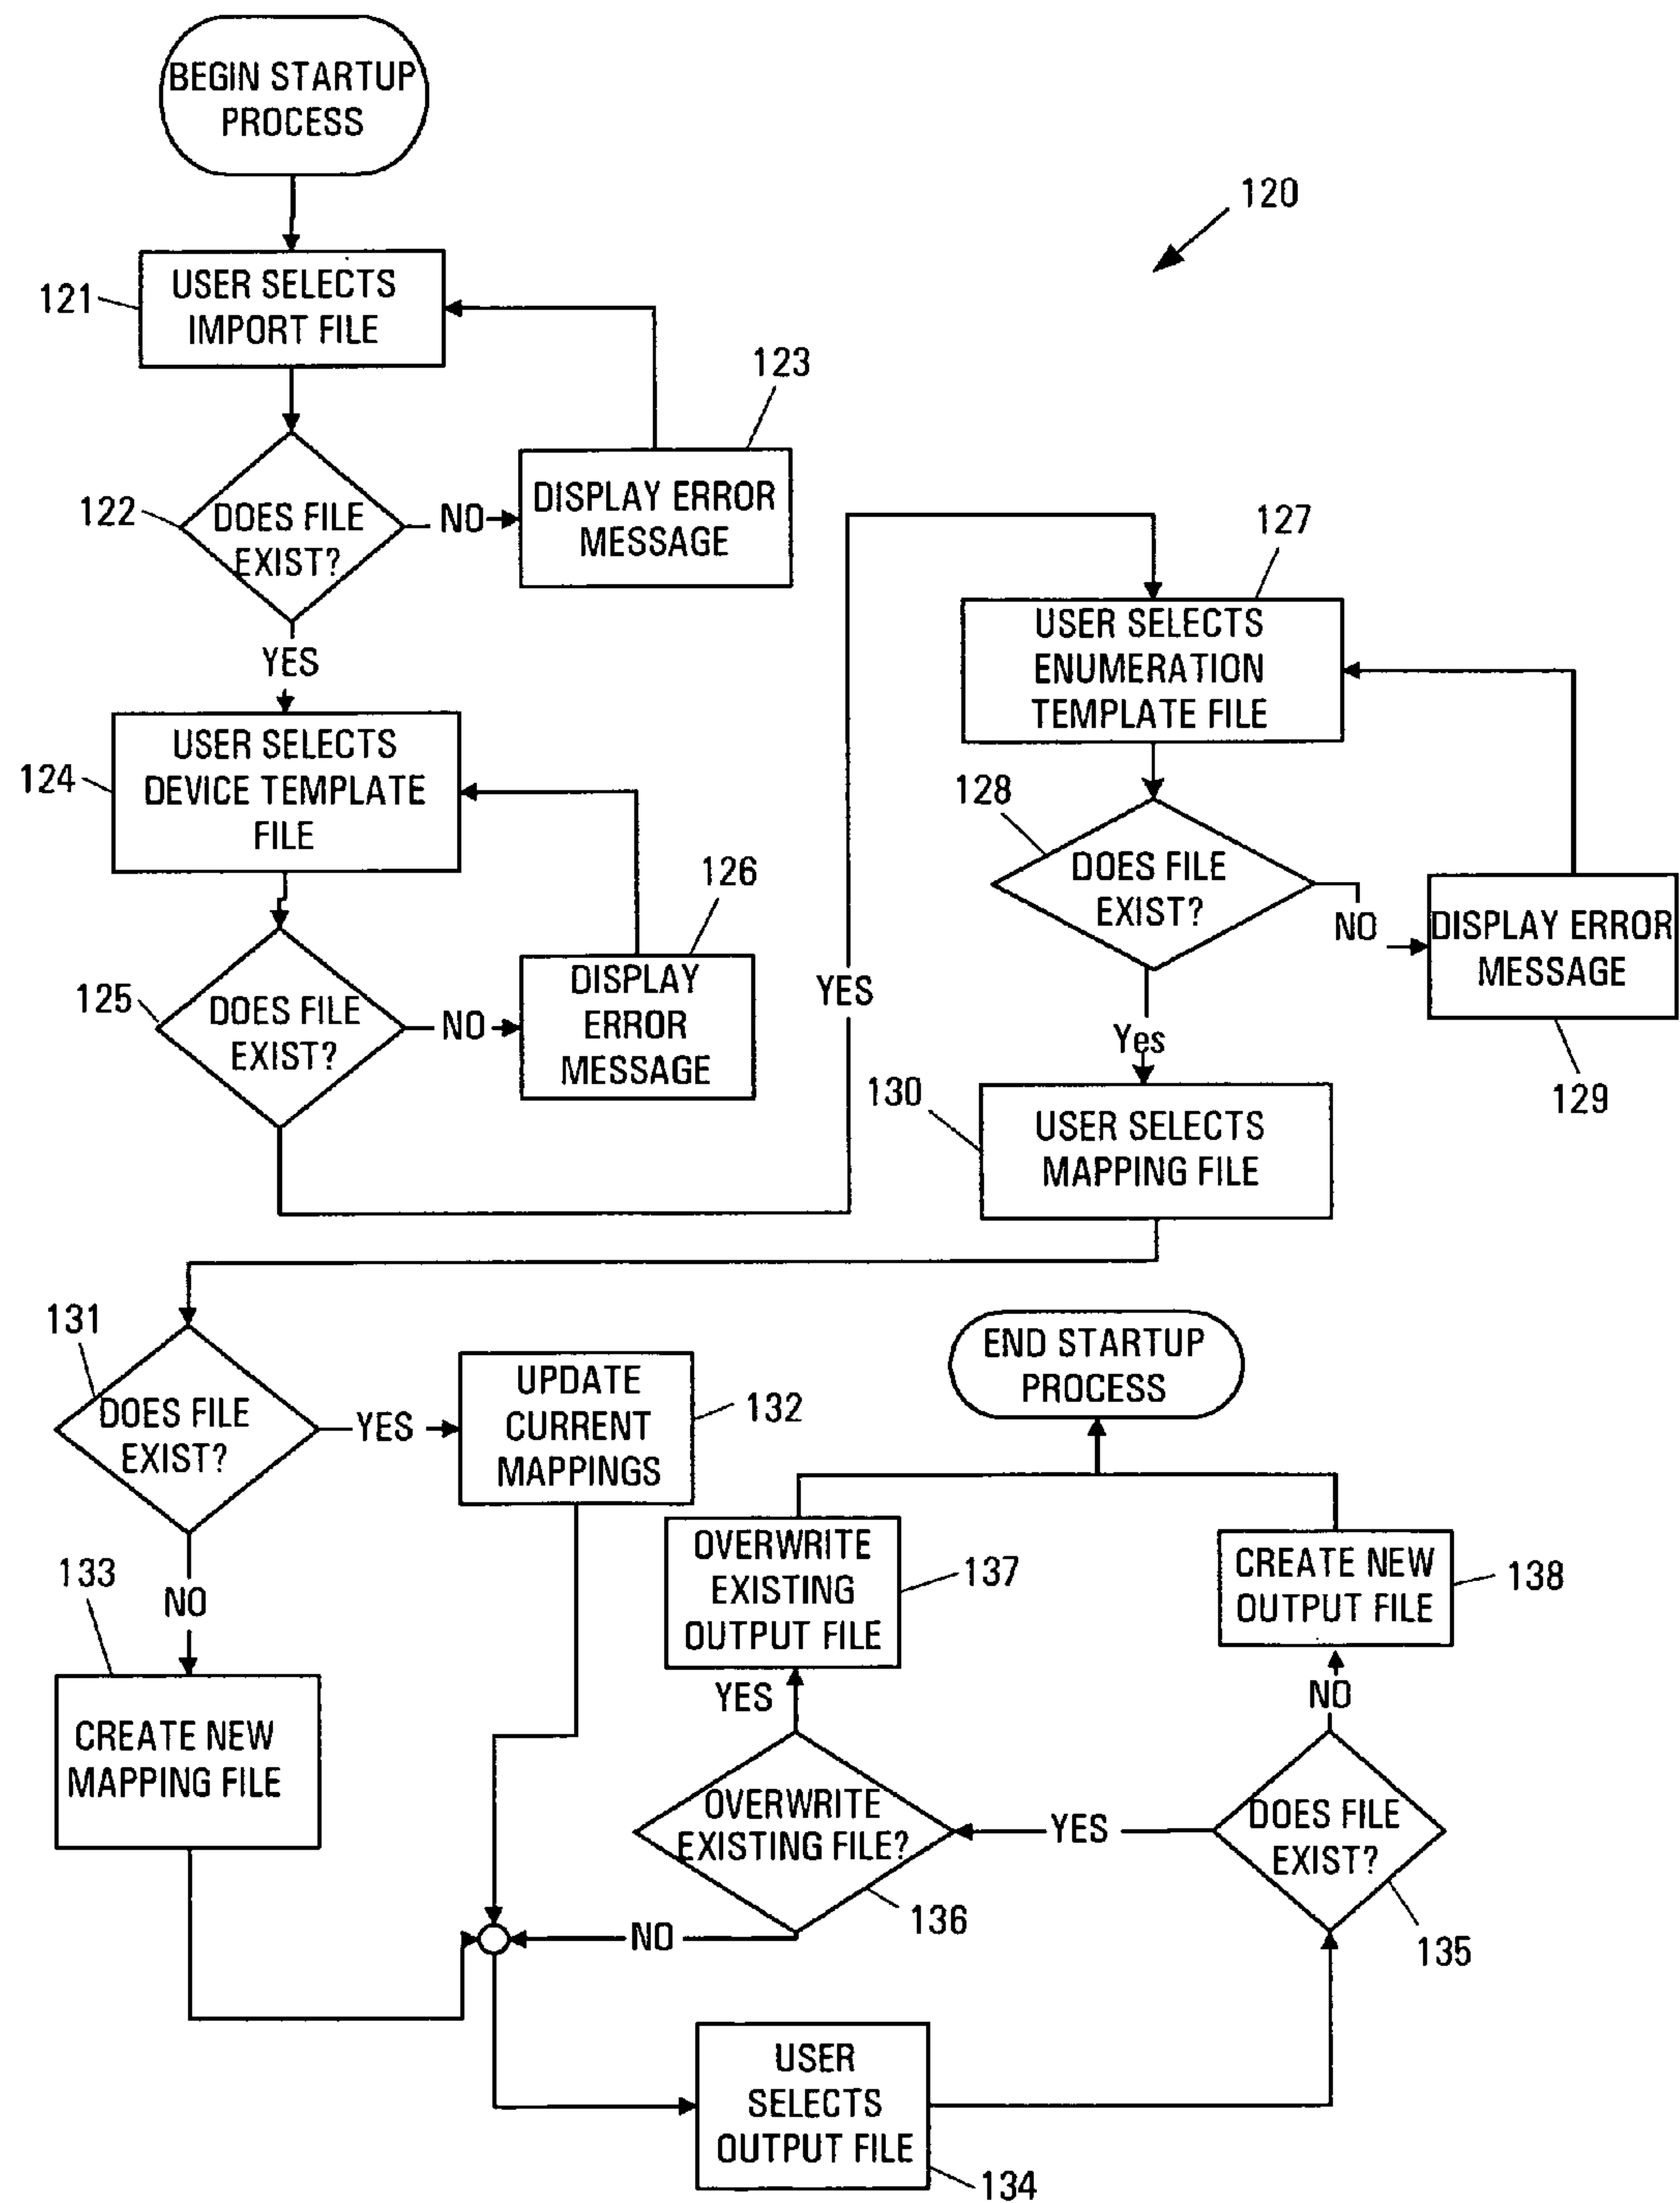 BEGIN STARTUP
PROCESS
120
121
USER SELECTS
IMPORT FILE
123
122
DOES FILE
EXIST?
NO
DISPLAY ERROR
MESSAGE
YES
124
USER SELECTS
DEVICE TEMPLATE
FILE
126
125
DOES FILE
EXIST?
NO
DISPLAY
ERROR
MESSAGE
YES
127
USER SELECTS
ENUMERATION
TEMPLATE FILE
128
DOES FILE
EXIST?
NO
DISPLAY ERROR
MESSAGE
129
Yes
130
USER SELECTS
MAPPING FILE
131
DOES FILE
EXIST?
YES
UPDATE
CURRENT
MAPPINGS
132
NO
133
CREATE NEW
MAPPING FILE
END STARTUP
PROCESS
OVERWRITE
EXISTING
OUTPUT FILE
137
CREATE NEW
OUTPUT FILE
138
YES
NO
OVERWRITE
EXISTING FILE?
136
YES
DOES FILE
EXIST?
135
NO
USER
SELECTS
OUTPUT FILE
134